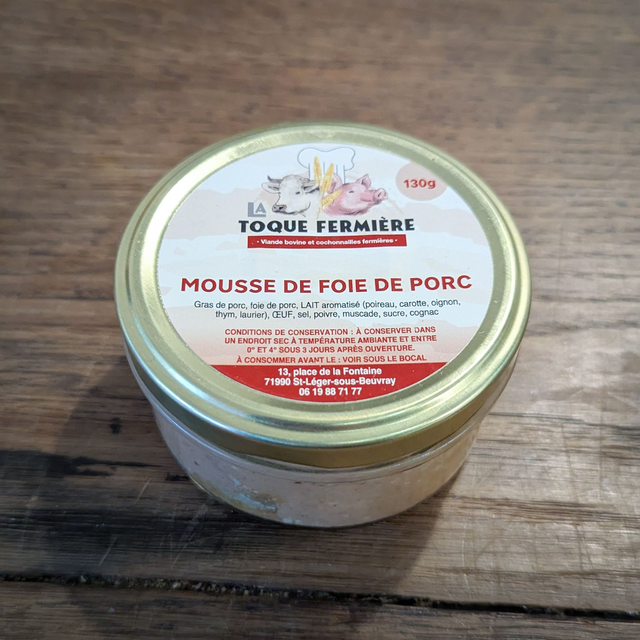 130g
LA
TOQUE FERMIÈRE
• Viande bovine et cochonnailles fermières •
MOUSSE DE FOIE DE PORC
Gras de porc, foie de porc, LAIT aromatisé (poireau, carotte, oignon,
thym, laurier), ŒUF, sel, poivre, muscade, sucre, cognac
CONDITIONS DE CONSERVATION : À CONSERVER DANS
UN ENDROIT SEC À TEMPÉRATURE AMBIANTE ET ENTRE
0° ET 4° SOUS 3 JOURS APRÈS OUVERTURE.
À CONSOMMER AVANT LE : VOIR SOUS LE BOCAL
13, place de la Fontaine
71990 St-Léger-sous-Beuvray
06 19 88 71 77